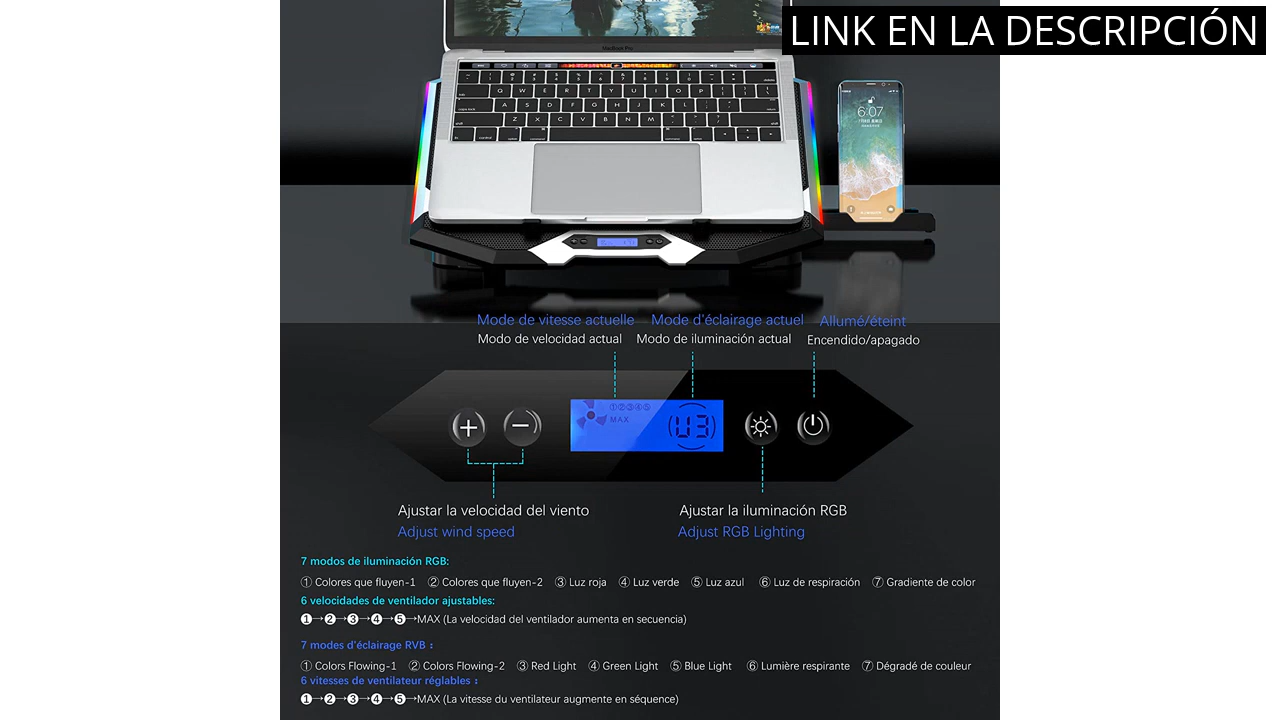 LINK EN LA DESCRIPCIÓN
MacBook Pro
6:07
Mode de vitesse actuelle Mode d'éclairage actuel Allumé/éteint
Modo de velocidad actual Modo de iluminación actual Encendido/apagado
①②③④⑤
MAX
U3
Ajustar la velocidad del viento Ajustar la iluminación RGB
Adjust wind speed Adjust RGB Lighting
7 modos de iluminación RGB:
① Colores que fluyen-1 ② Colores que fluyen-2 ③ Luz roja ④ Luz verde ⑤ Luz azul ⑥ Luz de respiración ⑦ Gradiente de color
6 velocidades de ventilador ajustables:
❶→❷→❸→❹→❺→MAX (La velocidad del ventilador aumenta en secuencia)
7 modes d'éclairage RVB :
① Colors Flowing-1 ② Colors Flowing-2 ③ Red Light ④ Green Light ⑤ Blue Light ⑥ Lumière respirante ⑦ Dégradé de couleur
6 vitesses de ventilateur réglables :
❶→❷→❸→❹→❺→MAX (La vitesse du ventilateur augmente en séquence)